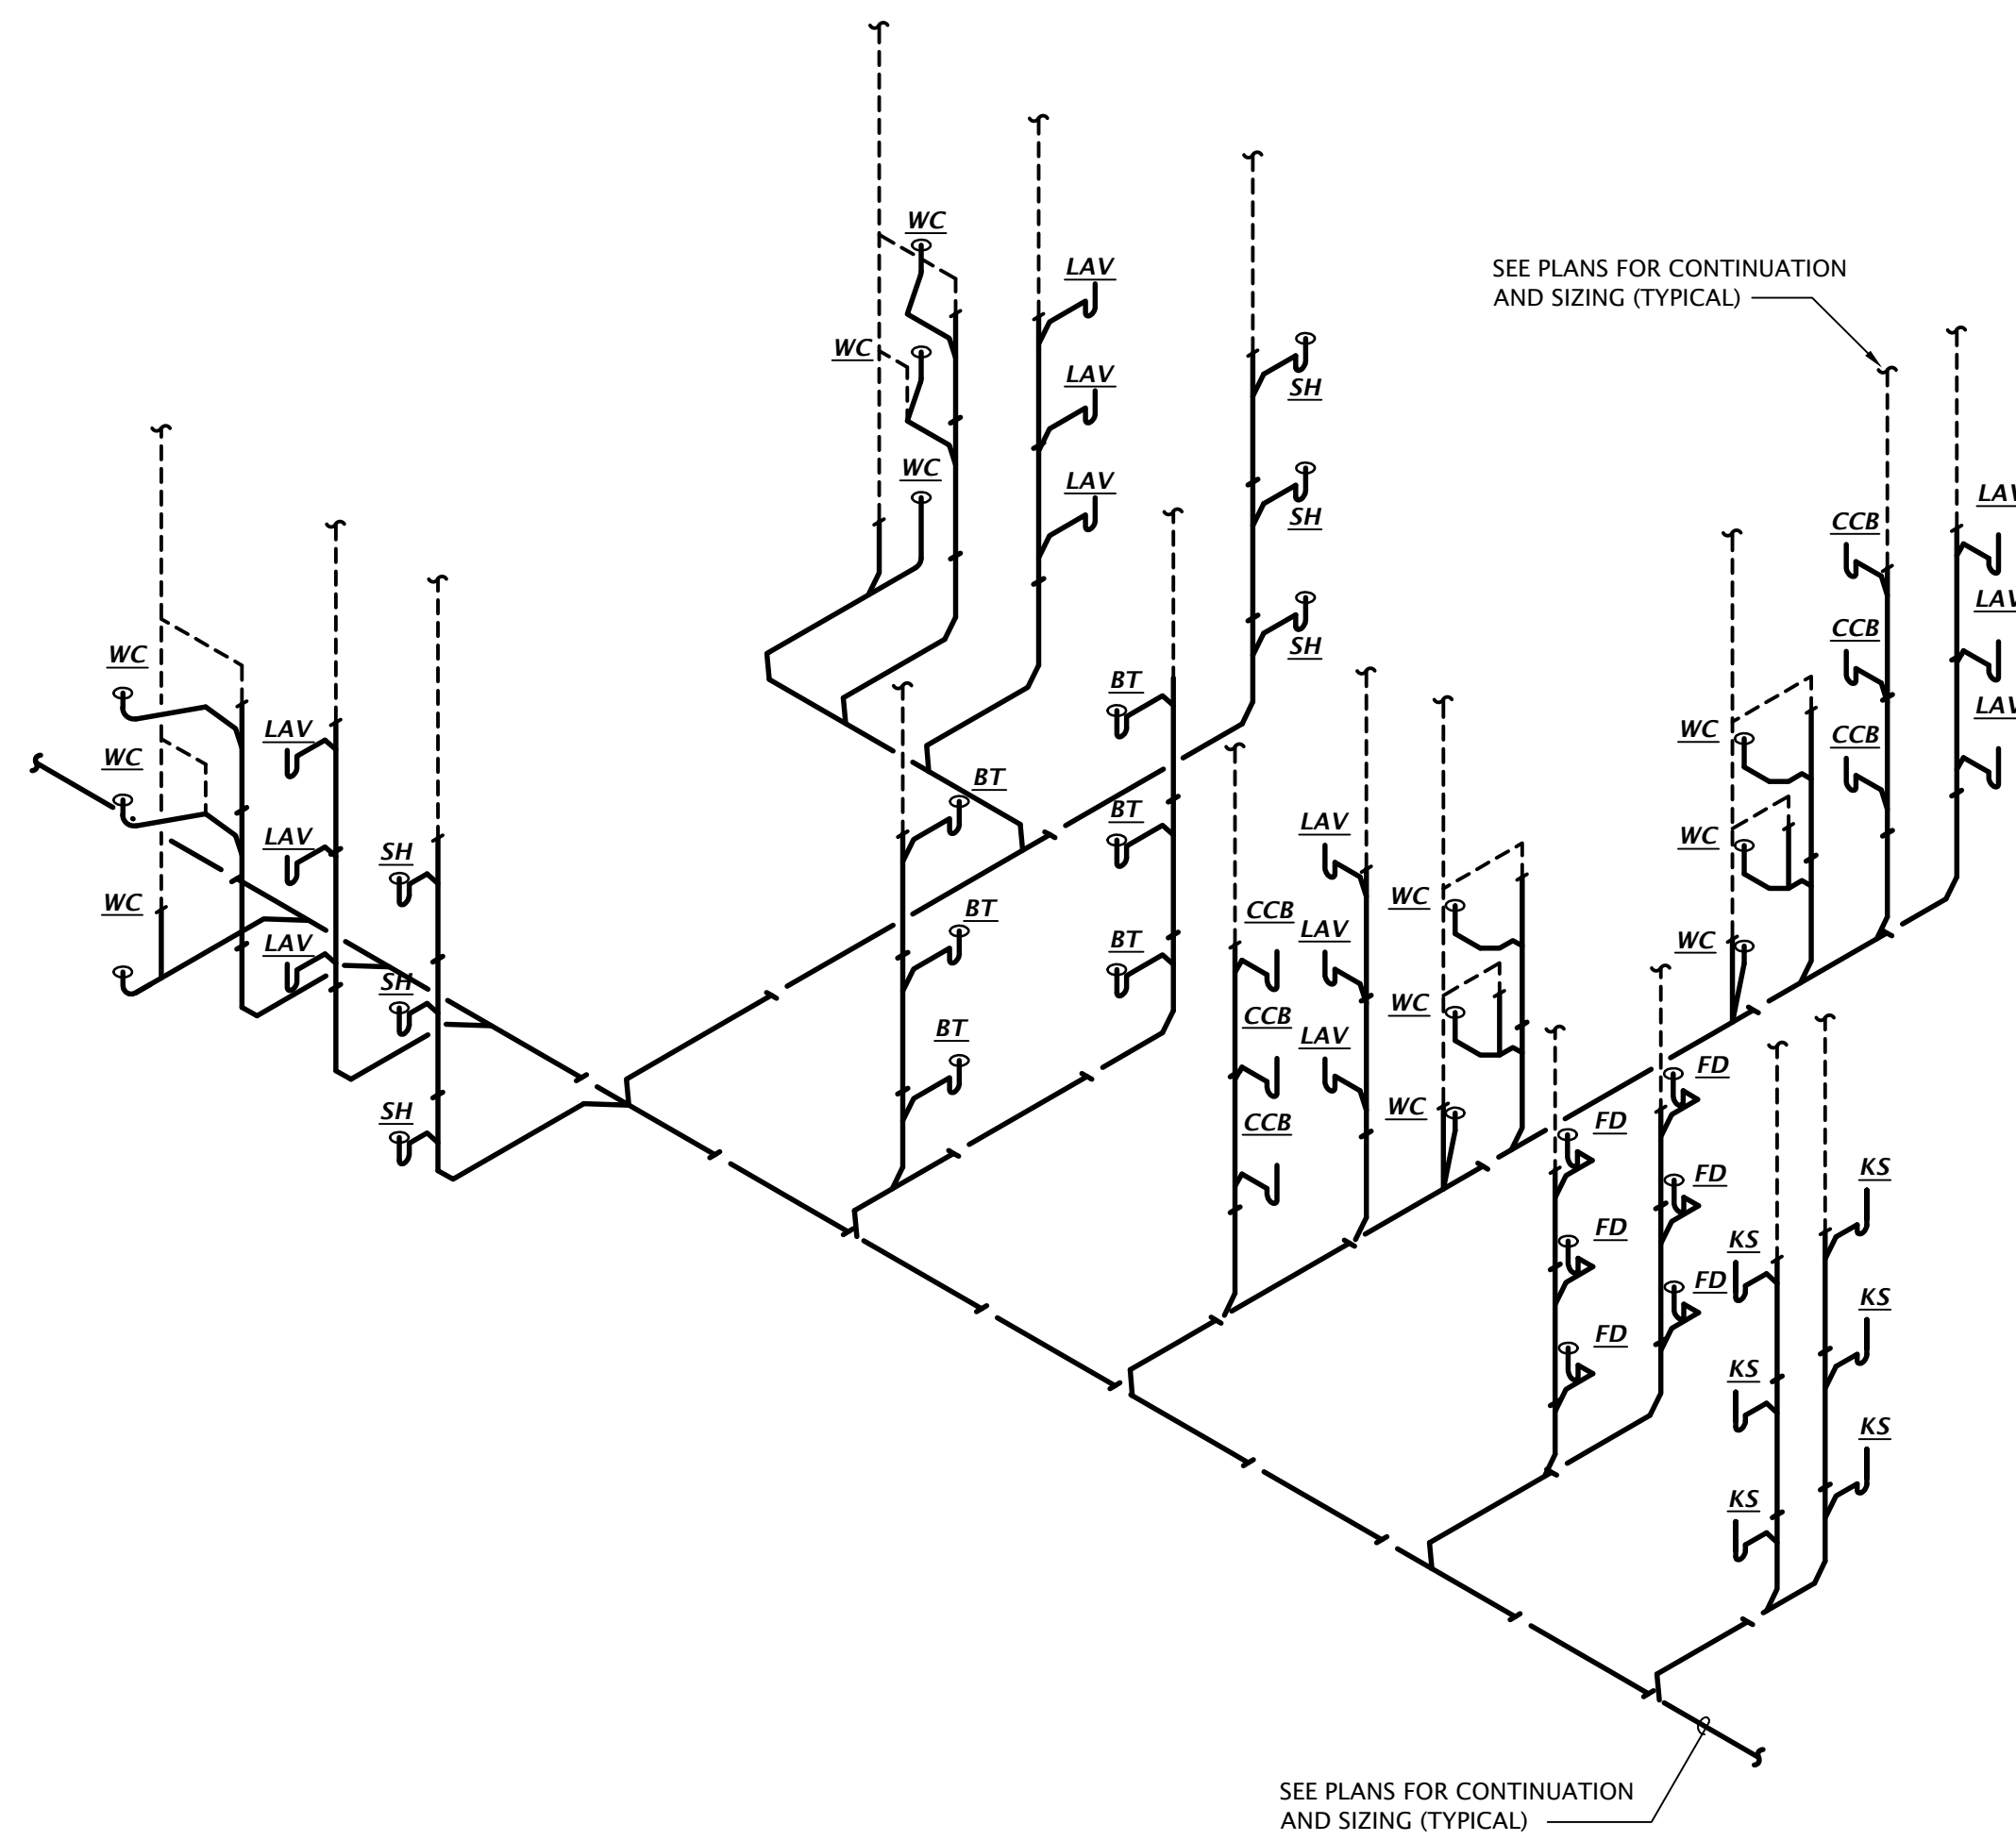 WC
LAV
SEE PLANS FOR CONTINUATION
AND SIZING (TYPICAL)
WC
LAV
SH
WC
LAV
LAV
CCB
SH
LAV
CCB
WC
SH
BT
LAV
LAV
WC
CCB
WC
BT
BT
LAV
WC
LAV
SH
WC
WC
CCB
BT
LAV
WC
LAV
BT
WC
SH
CCB
WC
LAV
FD
BT
SH
CCB
WC
FD
FD
KS
FD
KS
FD
KS
FD
KS
KS
KS
SEE PLANS FOR CONTINUATION
AND SIZING (TYPICAL)